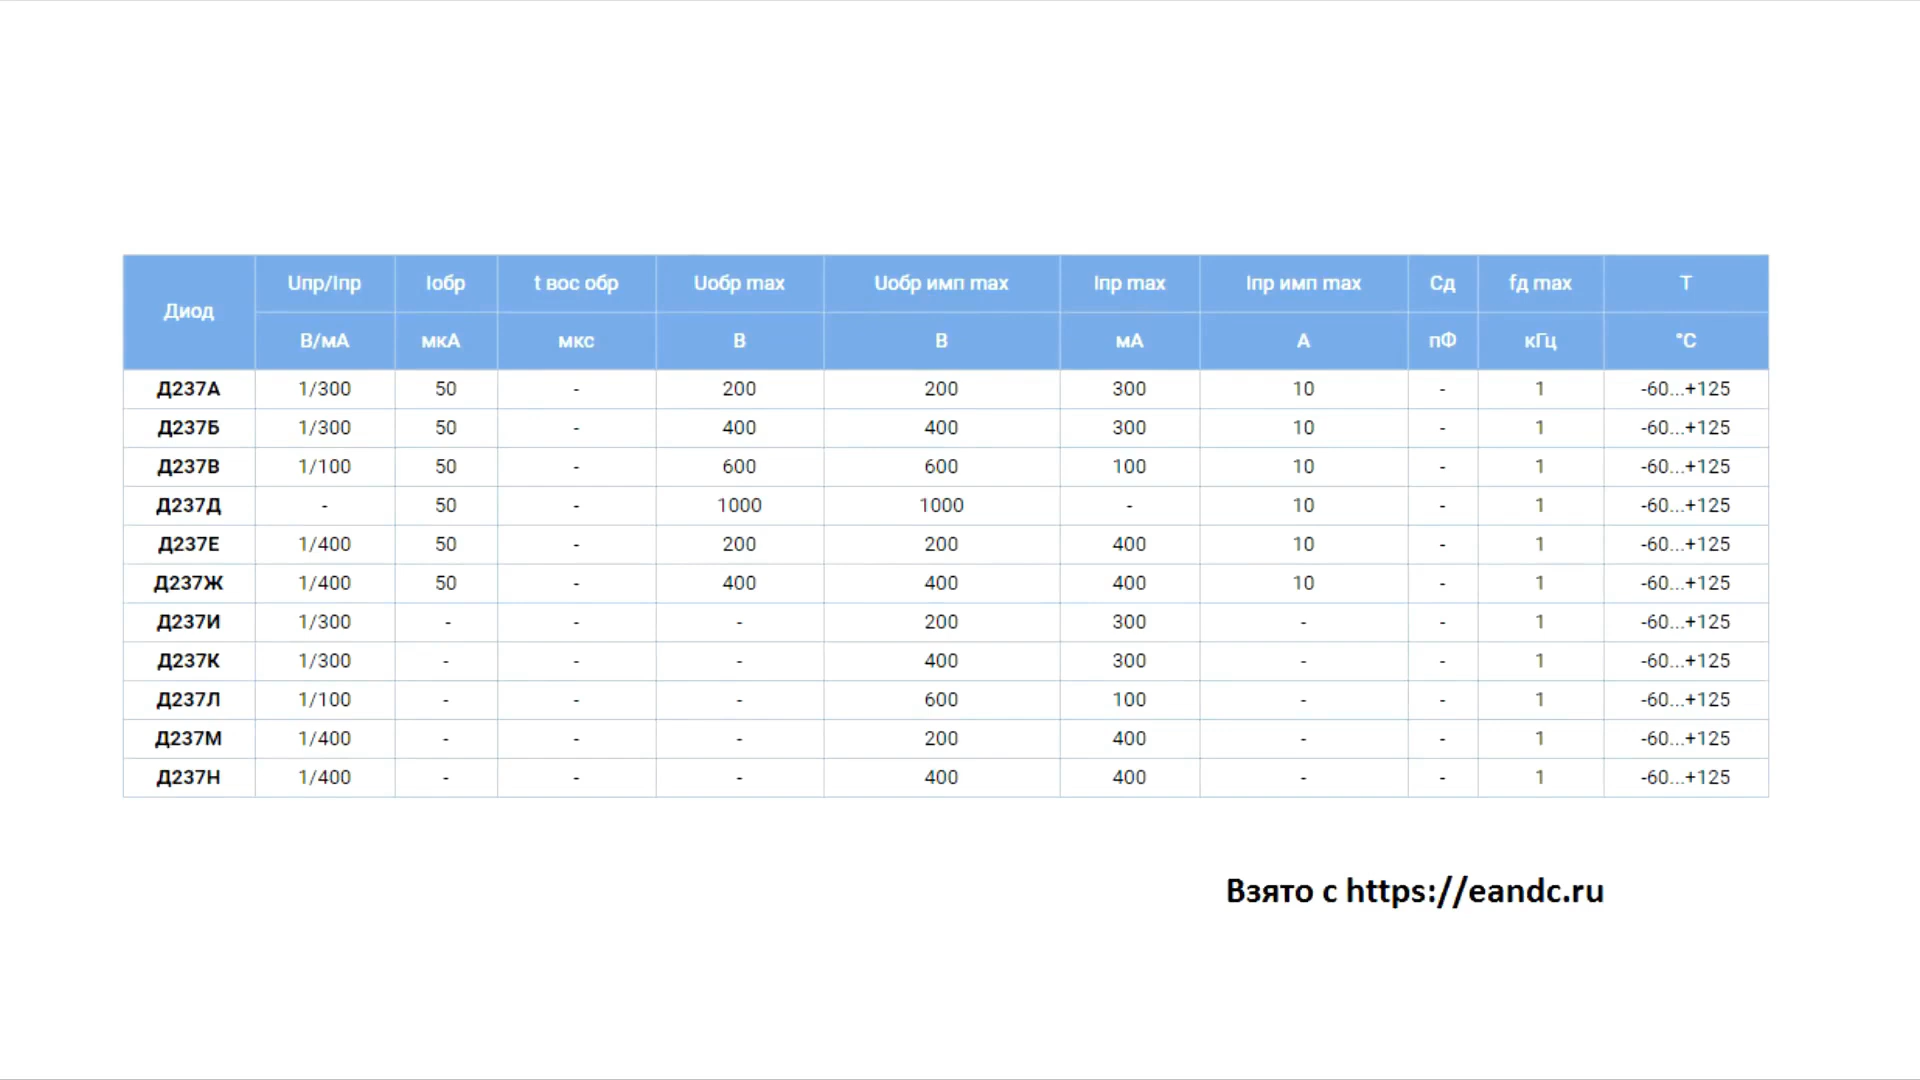 Диод Uпр/Iпр Iобр t вос обр Uобр max Uобр имп max Iпр max Iпр имп max Cд fд max T
В/мА мкА мкс В В мА А пФ кГц °C
Д237А 1/300 50 - 200 200 300 10 - 1 -60...+125
Д237Б 1/300 50 - 400 400 300 10 - 1 -60...+125
Д237В 1/100 50 - 600 600 100 10 - 1 -60...+125
Д237Д - 50 - 1000 1000 - 10 - 1 -60...+125
Д237Е 1/400 50 - 200 200 400 10 - 1 -60...+125
Д237Ж 1/400 50 - 400 400 400 10 - 1 -60...+125
Д237И 1/300 - - - 200 300 - - 1 -60...+125
Д237К 1/300 - - - 400 300 - - 1 -60...+125
Д237Л 1/100 - - - 600 100 - - 1 -60...+125
Д237М 1/400 - - - 200 400 - - 1 -60...+125
Д237Н 1/400 - - - 400 400 - - 1 -60...+125
Взято с https://eandc.ru